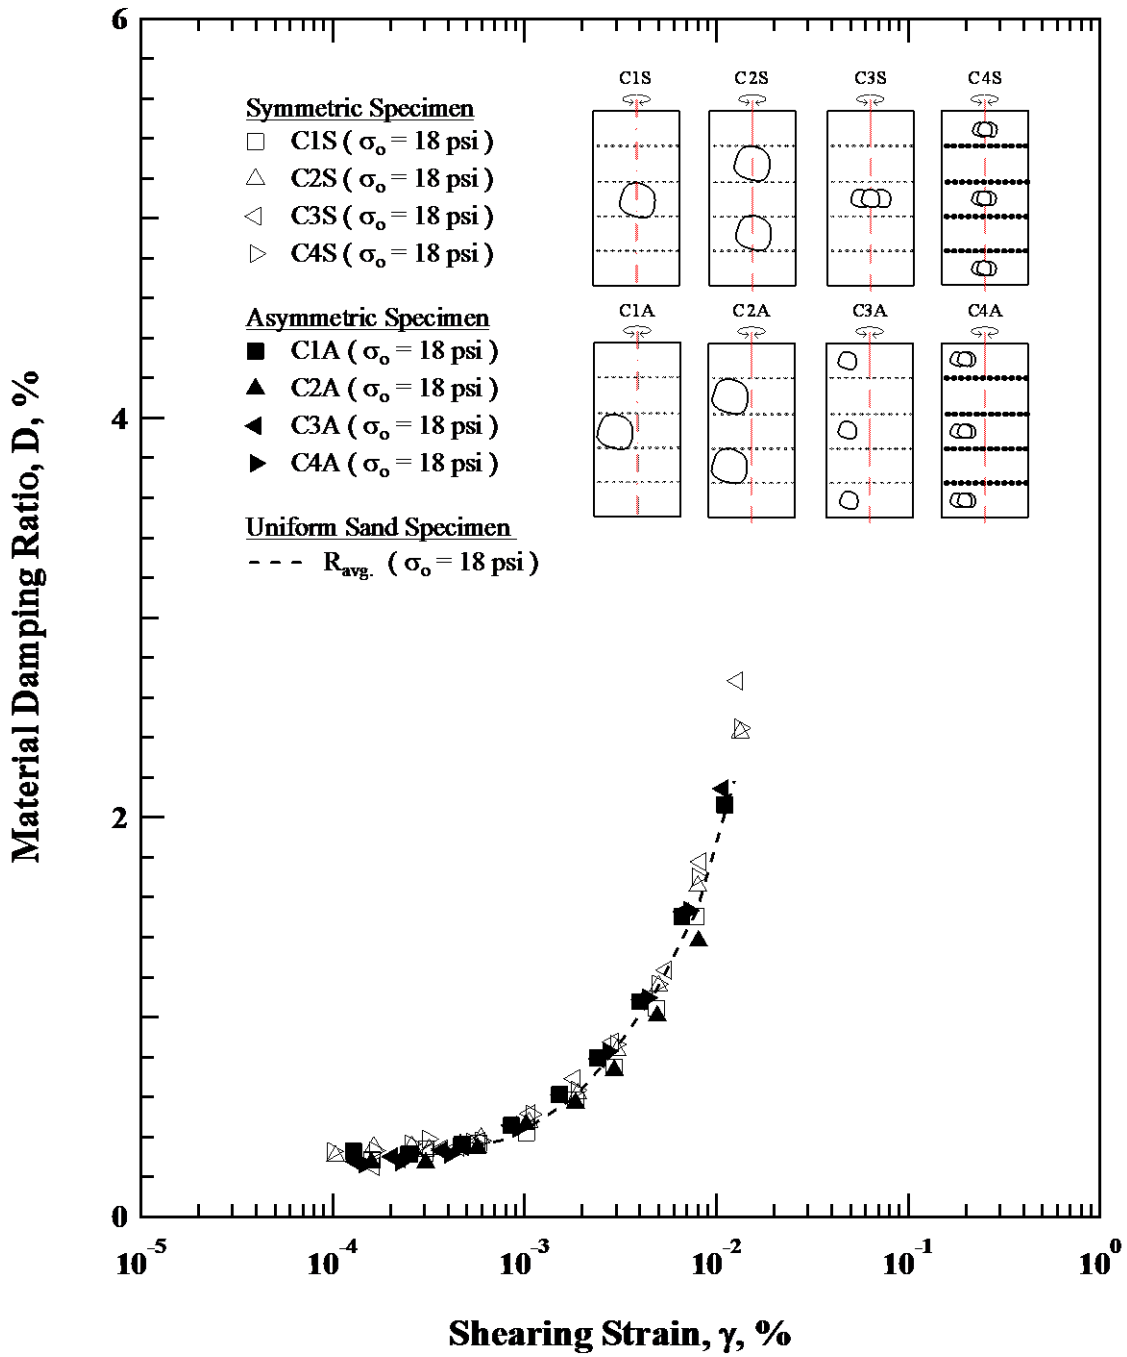 6
4
2
0
Material Damping Ratio, D, %
Symmetric Specimen
C1S ( σₒ = 18 psi)
C2S ( σₒ = 18 psi)
C3S ( σₒ = 18 psi)
C4S ( σₒ = 18 psi)
Asymmetric Specimen
C1A ( σₒ = 18 psi)
C2A ( σₒ = 18 psi)
C3A ( σₒ = 18 psi)
C4A ( σₒ = 18 psi)
Uniform Sand Specimen
R_avg. ( σₒ = 18 psi)
C1S C2S C3S C4S
C1A C2A C3A C4A
10⁻⁵ 10⁻⁴ 10⁻³ 10⁻² 10⁻¹ 10⁰
Shearing Strain, γ, %